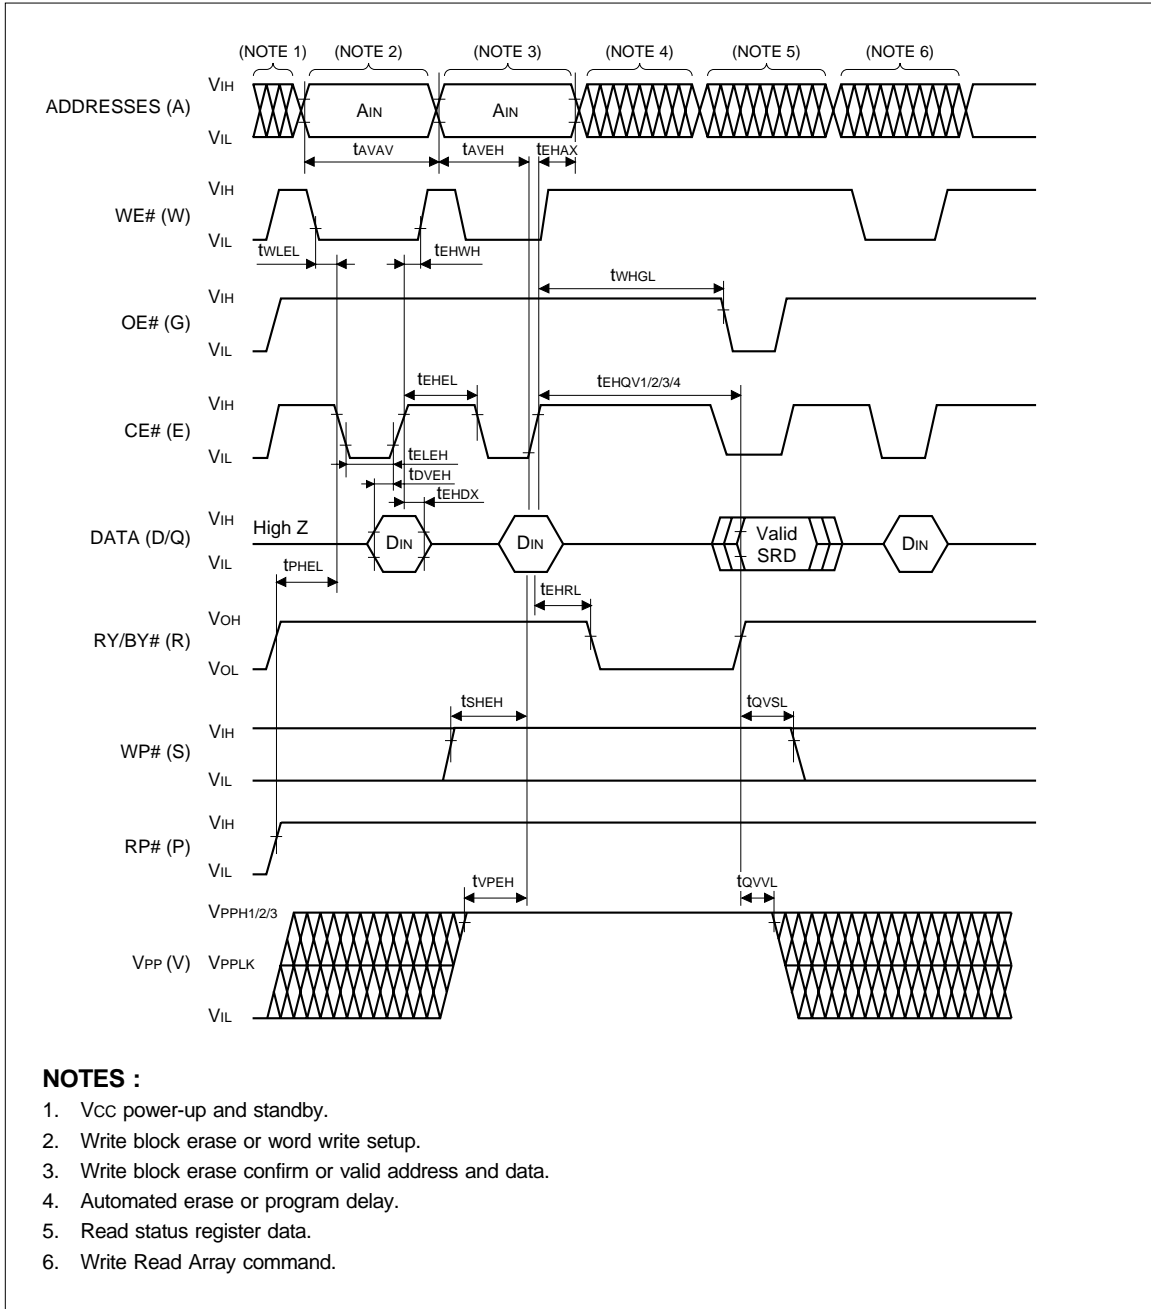 (NOTE 1) (NOTE 2) (NOTE 3) (NOTE 4) (NOTE 5) (NOTE 6)
VIH
ADDRESSES (A) AIN AIN
VIL
tAVAV tAVEH tEHAX
VIH
WE# (W)
VIL
tWLEL tEHWH
tWHGL
VIH
OE# (G)
VIL
tEHEL tEHQV1/2/3/4
VIH
CE# (E)
VIL
tELEH
tDVEH
tEHDX
VIH
High Z
DATA (D/Q) DIN DIN Valid SRD DIN
VIL
tPHEL
tEHRL
VOH
RY/BY# (R)
VOL
tSHEH tQVSL
VIH
WP# (S)
VIL
VIH
RP# (P)
VIL
tVPEH tQVVL
VPPH1/2/3
VPP (V) VPPLK
VIL
NOTES :
1. VCC power-up and standby.
2. Write block erase or word write setup.
3. Write block erase confirm or valid address and data.
4. Automated erase or program delay.
5. Read status register data.
6. Write Read Array command.